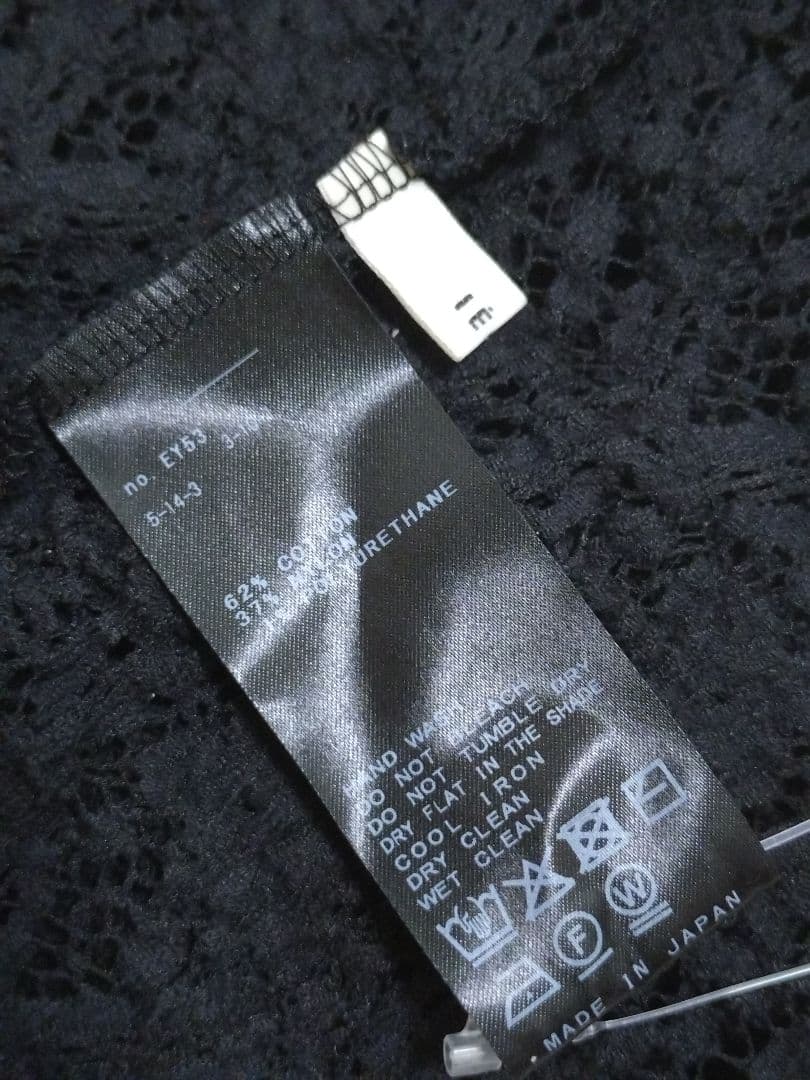 no. EY53
5-14-3
62% COTTON
37% NYLON
1% POLYURETHANE
HAND WASH
DO NOT BLEACH
DO NOT TUMBLE DRY
DRY FLAT IN THE SHADE
COOL IRON
DRY CLEAN
WET CLEAN
F
W
MADE IN JAPAN